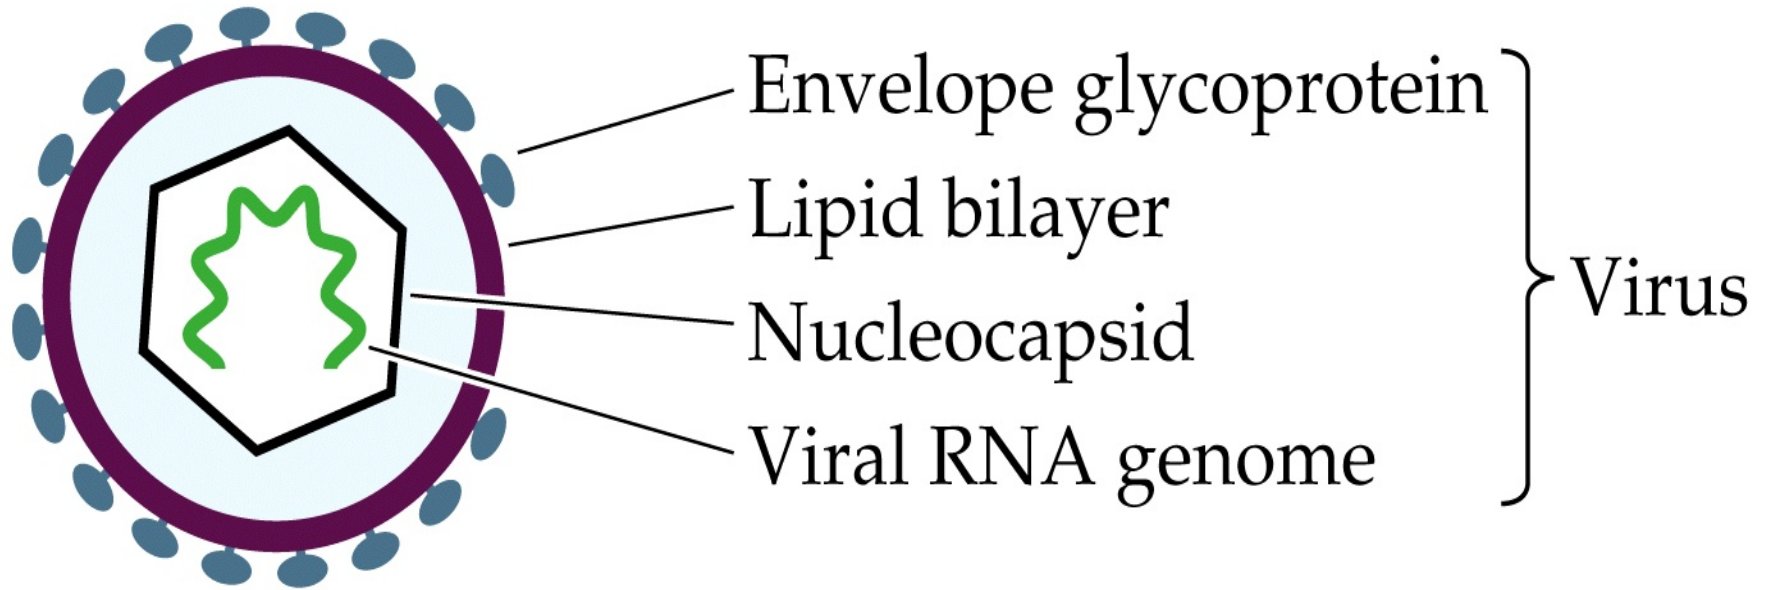 Envelope glycoprotein
Lipid bilayer
Nucleocapsid
Viral RNA genome
Virus